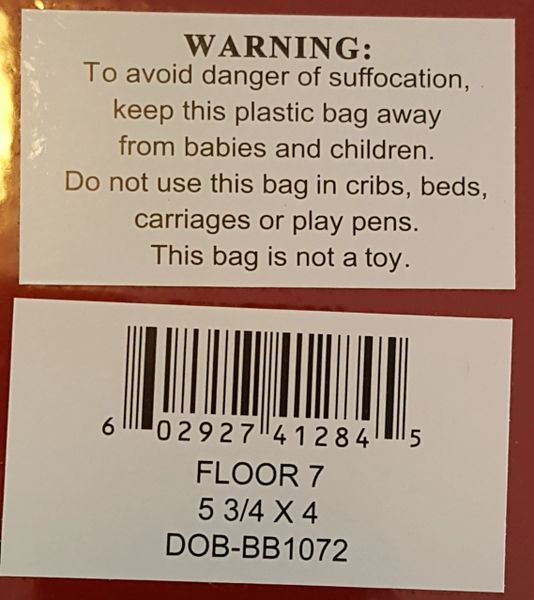 WARNING:
To avoid danger of suffocation,
keep this plastic bag away
from babies and children.
Do not use this bag in cribs, beds,
carriages or play pens.
This bag is not a toy.
6 02927 41284 5
FLOOR 7
5 3/4 X 4
DOB-BB1072